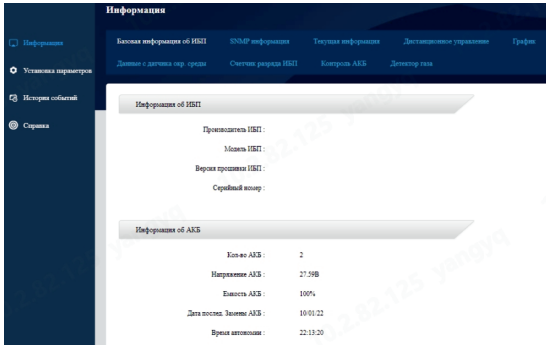 Информация
Информация
Установка параметров
История событий
Справка
Базовая информация об ИБП
SNMP информация
Текущая информация
Дистанционное управление
График
Данные с датчика окр. среды
Счетчик разряда ИБП
Контроль АКБ
Детектор газа
Информация об ИБП
Производитель ИБП :
Модель ИБП :
Версия прошивки ИБП :
Серийный номер :
Информация об АКБ
Кол-во АКБ : 2
Напряжение АКБ : 27.59В
Емкость АКБ : 100%
Дата послед. Замены АКБ : 10/01/22
Время автономии : 22:13:20